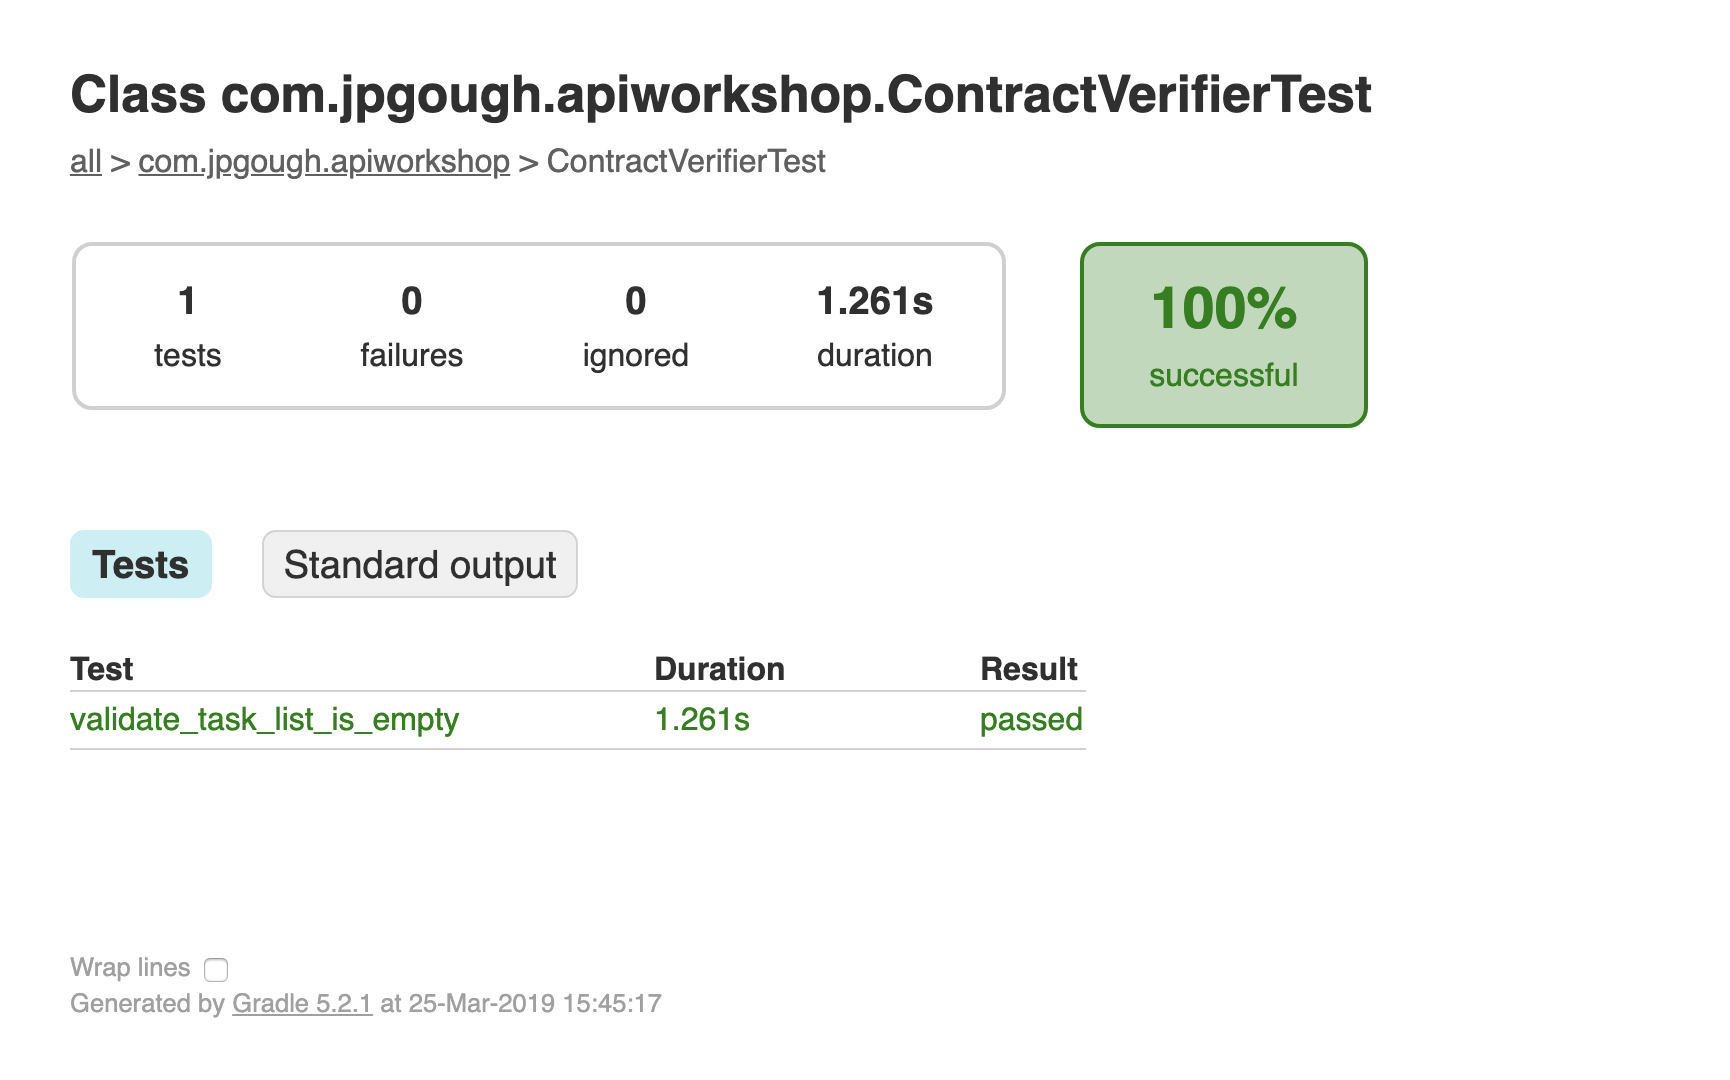 Class com.jpgough.apiworkshop.ContractVerifierTest
all > com.jpgough.apiworkshop > ContractVerifierTest
1 0 0 1.261s 100%
tests failures ignored duration successful
Tests Standard output
Test Duration Result
validate_task_list_is_empty 1.261s passed
Wrap lines
Generated by Gradle 5.2.1 at 25-Mar-2019 15:45:17